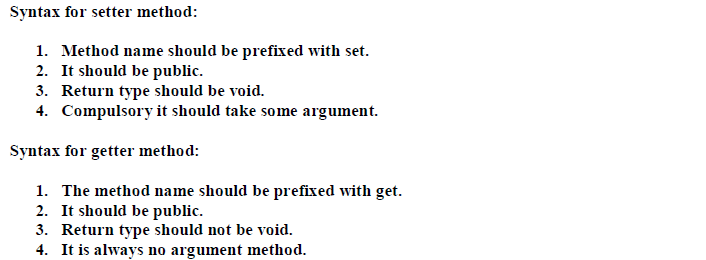 Syntax for setter method:
1. Method name should be prefixed with set.
2. It should be public.
3. Return type should be void.
4. Compulsory it should take some argument.
Syntax for getter method:
1. The method name should be prefixed with get.
2. It should be public.
3. Return type should not be void.
4. It is always no argument method.